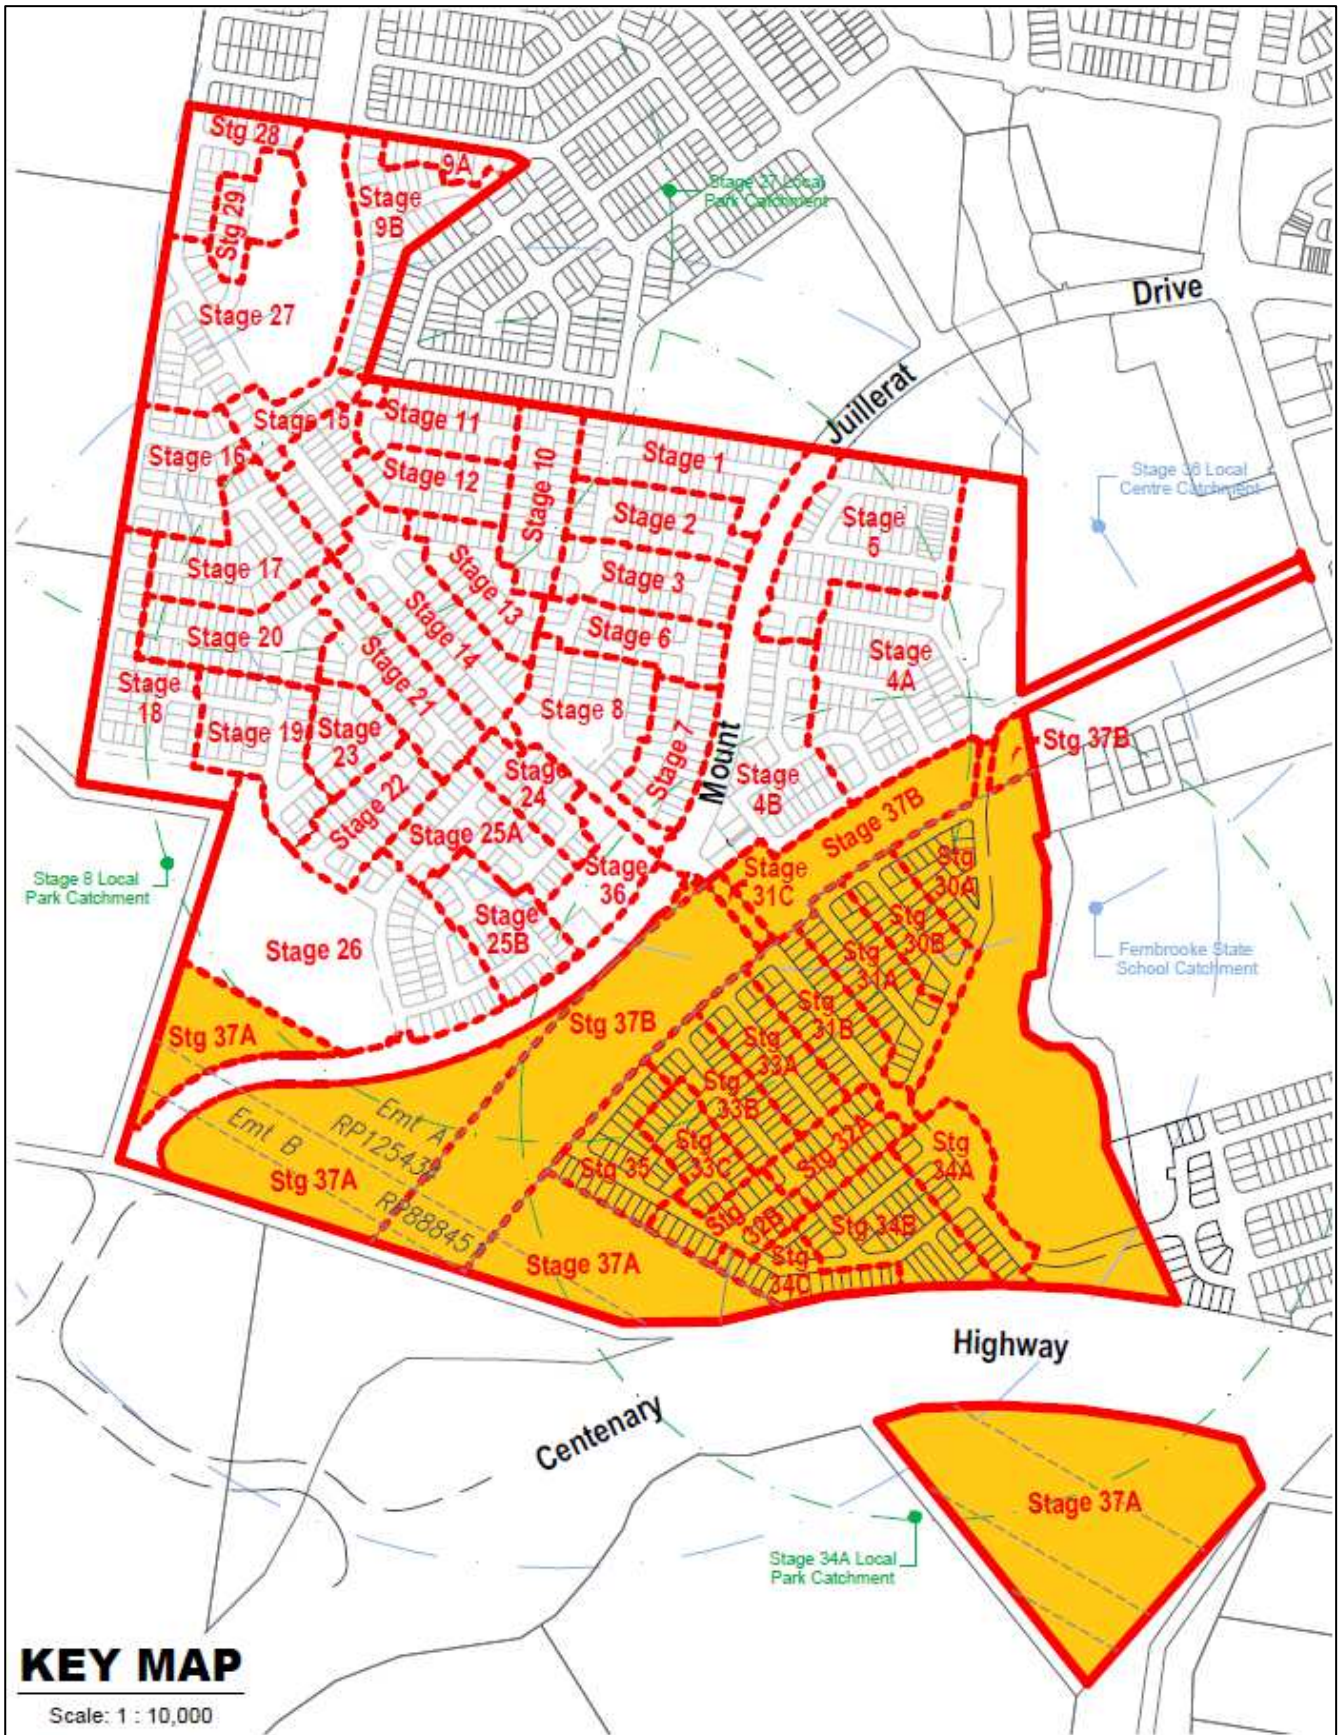 Stg 28
9A
Stage
9B
Stg 29
Stage 27 Local
Park Catchment
Stage 27
Drive
Juillerat
Stage 15
Stage 11
Stage 16
Stage 12
Stage 10
Stage 1
Stage 2
Stage
5
Stage 36 Local
Centre Catchment
Stage 17
Stage 13
Stage 3
Stage 14
Stage 20
Stage 6
Stage 21
Stage
4A
Stage
18
Stage 19
Stage
23
Stage 8
Stage 7
Mount
Stg 37B
Stage
24
Stage
4B
Stage 22
Stage 25A
Stage 37B
Stage
36
Stage
31C
Stg
30A
Stage 8 Local
Park Catchment
Stg
30B
Stage
25B
Stage 26
Stg
31A
Fernbrooke State
School Catchment
Stg 37A
Stg 37B
Stg
31B
Stg
33A
Stg
33B
Emt A
RP12543
Emt B
Stg 32A
Stg
33C
Stg 35
Stg
34A
Stg 37A
RP88845
Stg
32B
Stg 34B
Stage 37A
Stg
34C
Highway
Centenary
Stage 37A
Stage 34A Local
Park Catchment
KEY MAP
Scale: 1 : 10,000